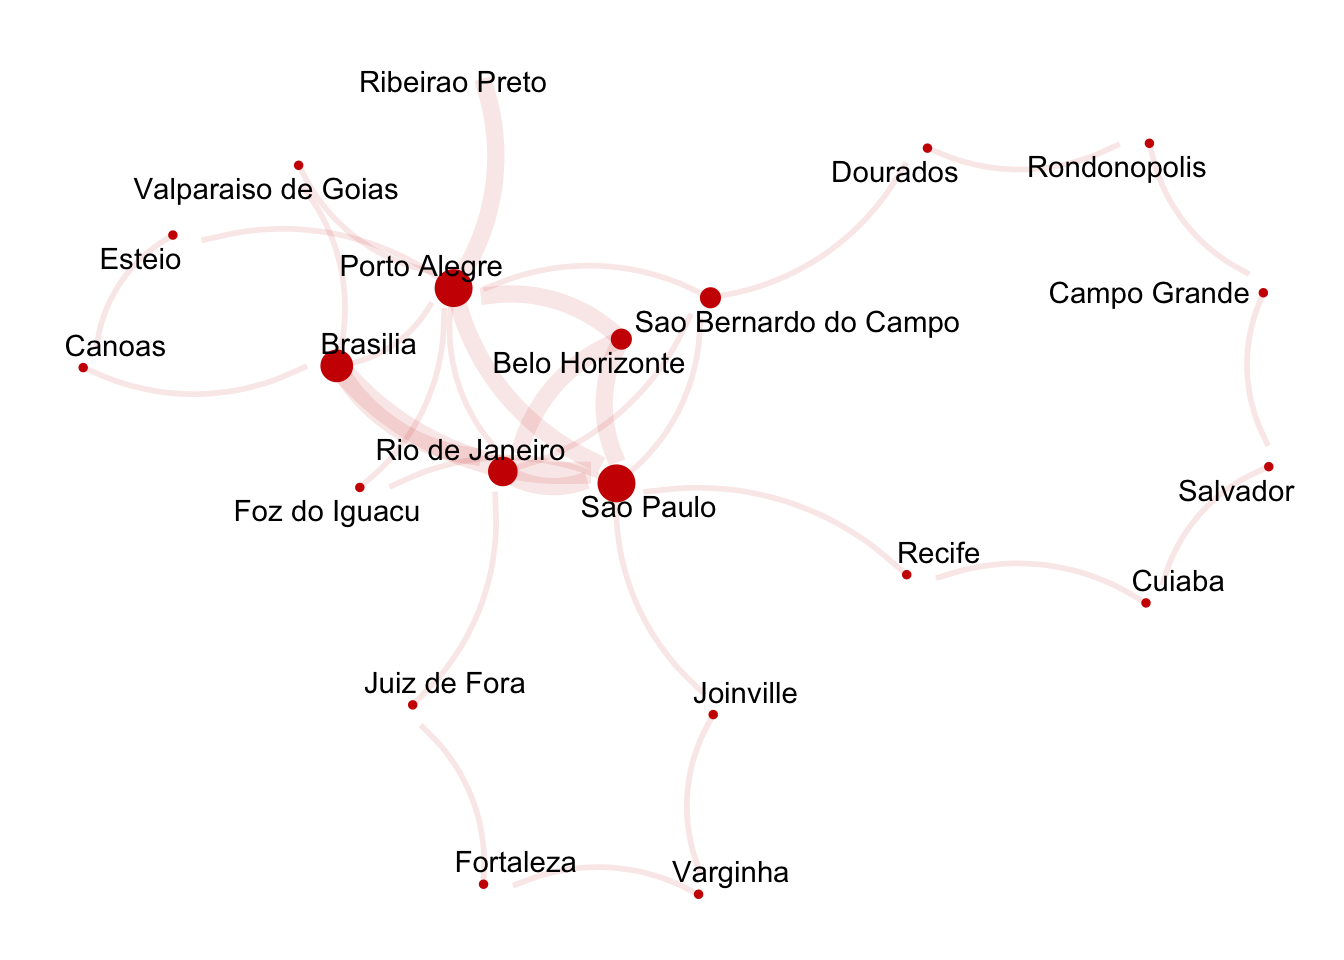 Ribeirao Preto
Valparaiso de Goias
Dourados
Rondonopolis
Esteio
Porto Alegre
Campo Grande
Sao Bernardo do Campo
Canoas
Brasilia
Belo Horizonte
Rio de Janeiro
Foz do Iguacu
Sao Paulo
Salvador
Recife
Cuiaba
Juiz de Fora
Joinville
Fortaleza
Varginha